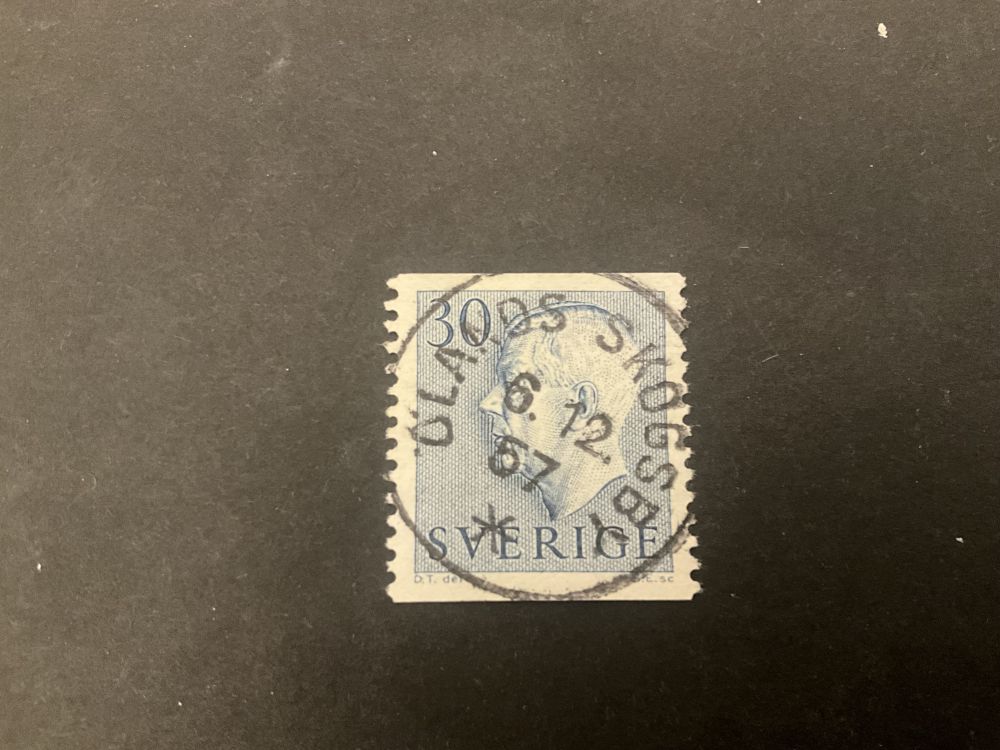 30
ÖLANDS SKOGSBY
6.12.
67
*
SVERIGE
D.T. del
S.E. sc